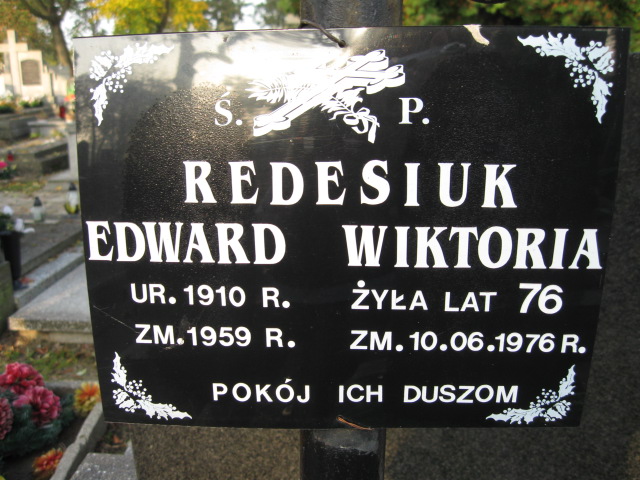 Ś. P.
REDESIUK
EDWARD WIKTORIA
UR. 1910 R. ŻYŁA LAT 76
ZM. 1959 R. ZM. 10.06.1976 R.
POKÓJ ICH DUSZOM